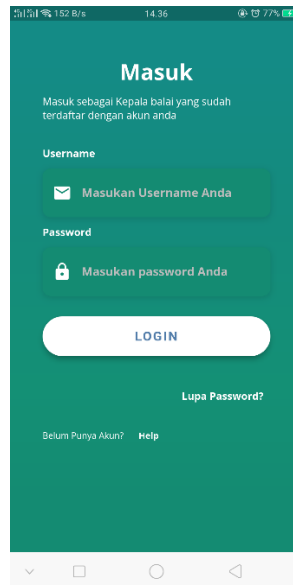 152 B/s 14.36 77%
Masuk
Masuk sebagai Kepala balai yang sudah
terdaftar dengan akun anda
Username
Masukan Username Anda
Password
Masukan password Anda
LOGIN
Lupa Password?
Belum Punya Akun? Help